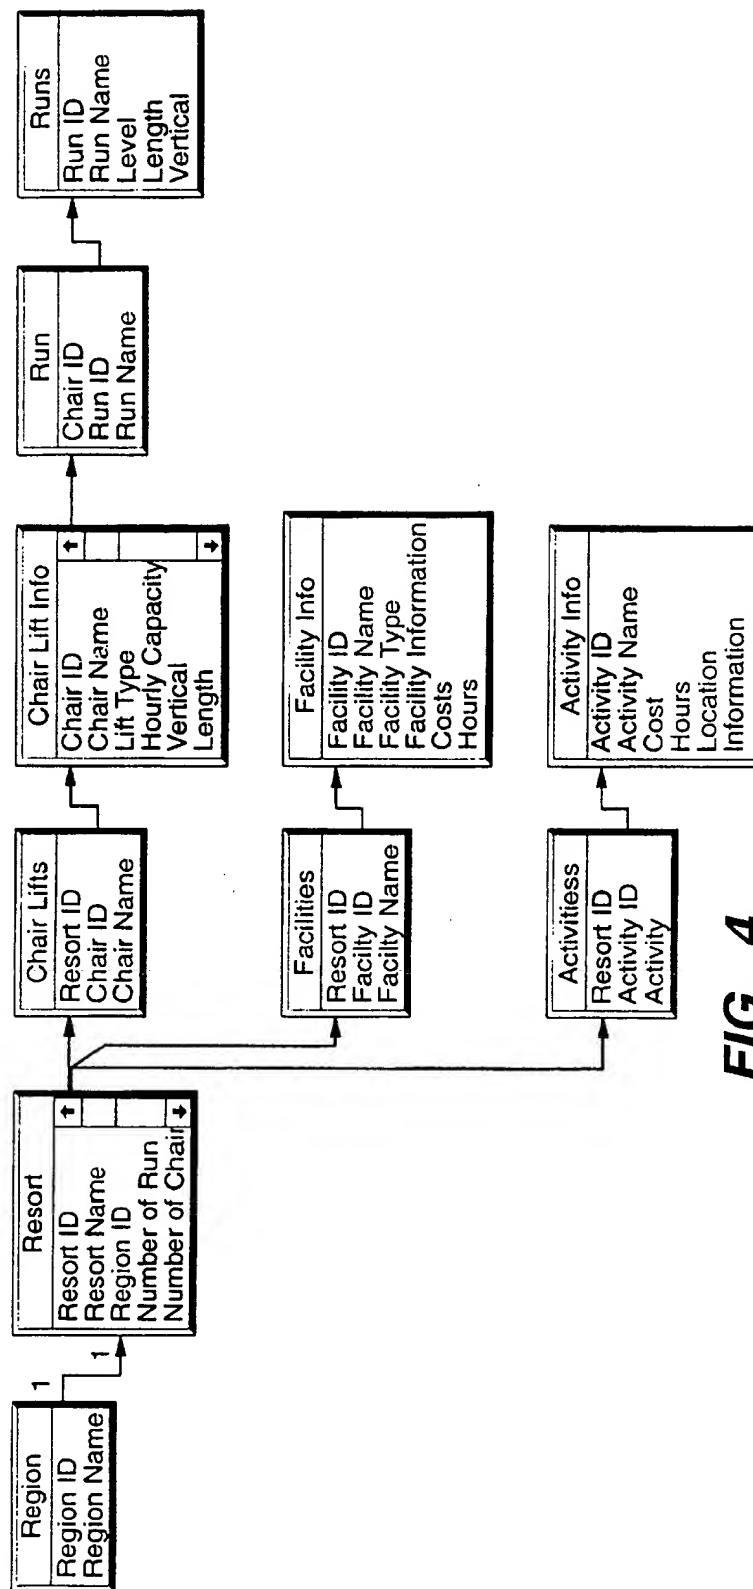 Region
Region ID
Region Name
1
1
Resort
Resort ID
Resort Name
Region ID
Number of Run
Number of Chair
Chair Lifts
Resort ID
Chair ID
Chair Name
Chair Lift Info
Chair ID
Chair Name
Lift Type
Hourly Capacity
Vertical
Length
Run
Chair ID
Run ID
Run Name
Runs
Run ID
Run Name
Level
Length
Vertical
Facilities
Resort ID
Facilty ID
Facilty Name
Facility Info
Facility ID
Facility Name
Facility Type
Facility Information
Costs
Hours
Activitiess
Resort ID
Activity ID
Activity
Activity Info
Activity ID
Activity Name
Cost
Hours
Location
Information
FIG._4